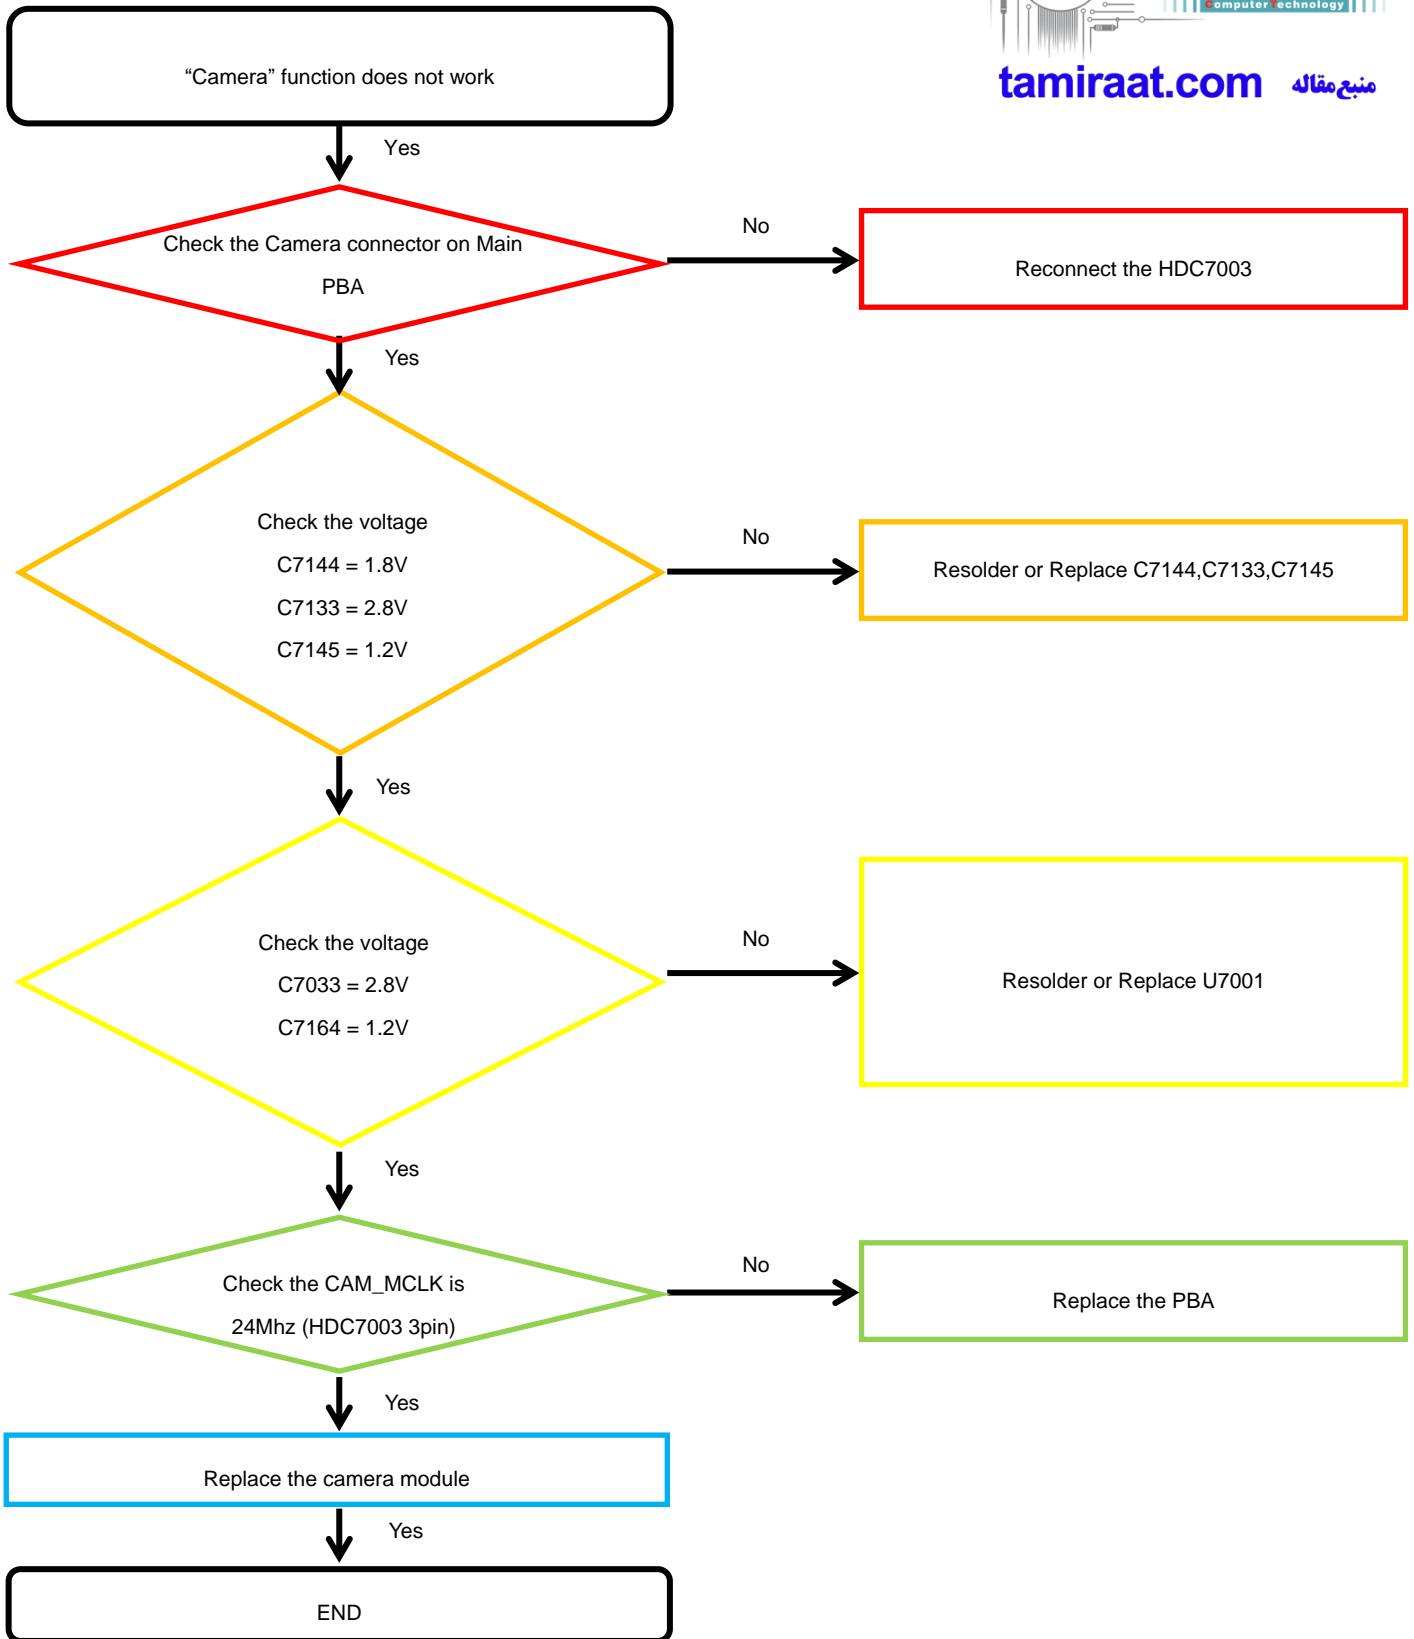 Computer Technology
tamiraat.com منبع مقاله
“Camera” function does not work
Yes
Check the Camera connector on Main
PBA
No
Reconnect the HDC7003
Yes
Check the voltage
C7144 = 1.8V
C7133 = 2.8V
C7145 = 1.2V
No
Resolder or Replace C7144,C7133,C7145
Yes
Check the voltage
C7033 = 2.8V
C7164 = 1.2V
No
Resolder or Replace U7001
Yes
Check the CAM_MCLK is
24Mhz (HDC7003 3pin)
No
Replace the PBA
Yes
Replace the camera module
Yes
END